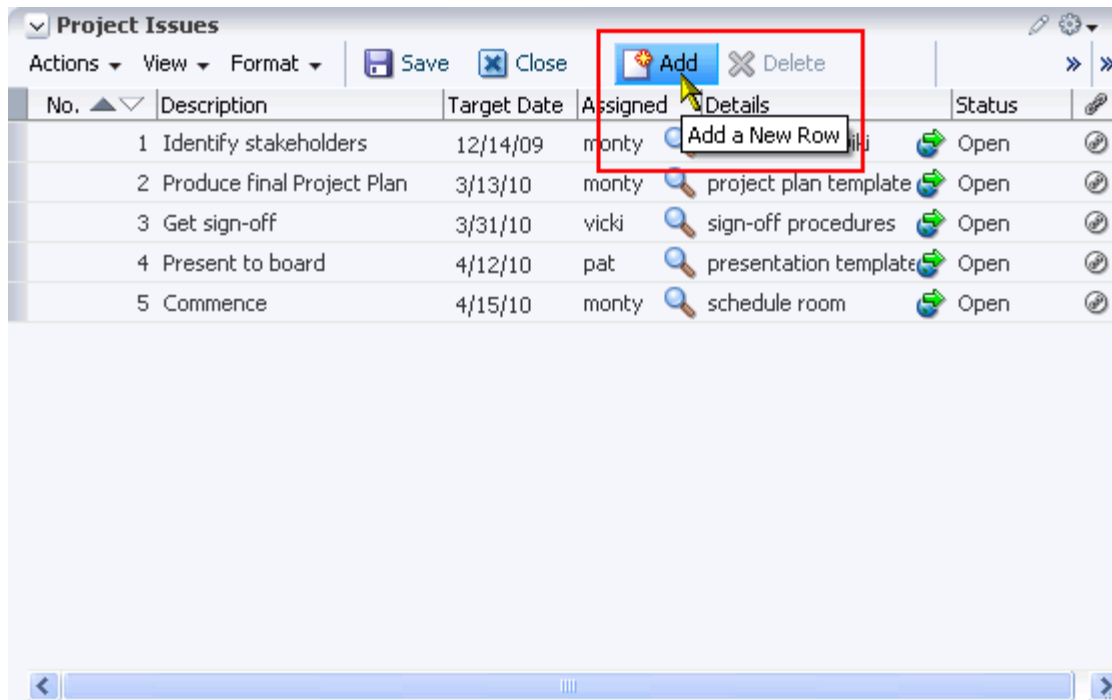 Project Issues
Actions View Format Save Close Add Delete
No. Description Target Date Assigned Details Status
Add a New Row
1 Identify stakeholders 12/14/09 monty Open
2 Produce final Project Plan 3/13/10 monty project plan template Open
3 Get sign-off 3/31/10 vicki sign-off procedures Open
4 Present to board 4/12/10 pat presentation template Open
5 Commence 4/15/10 monty schedule room Open